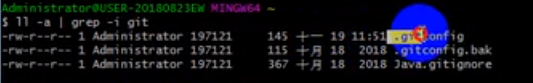 Administrator@USER-20180823EW MINGW64 ~
$ ll -a | grep -i git
-rw-r--r-- 1 Administrator 197121 145 十一 19 11:51 .gitconfig
-rw-r--r-- 1 Administrator 197121 115 十月 18 2018 .gitconfig.bak
-rw-r--r-- 1 Administrator 197121 367 十月 18 2018 Java.gitignore